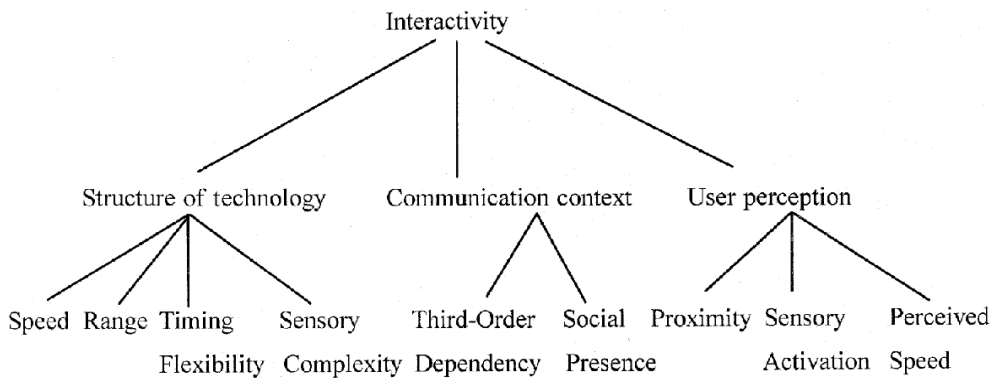 Interactivity
Structure of technology Communication context User perception
Speed Range Timing Sensory Third-Order Social Proximity Sensory Perceived
Flexibility Complexity Dependency Presence Activation Speed